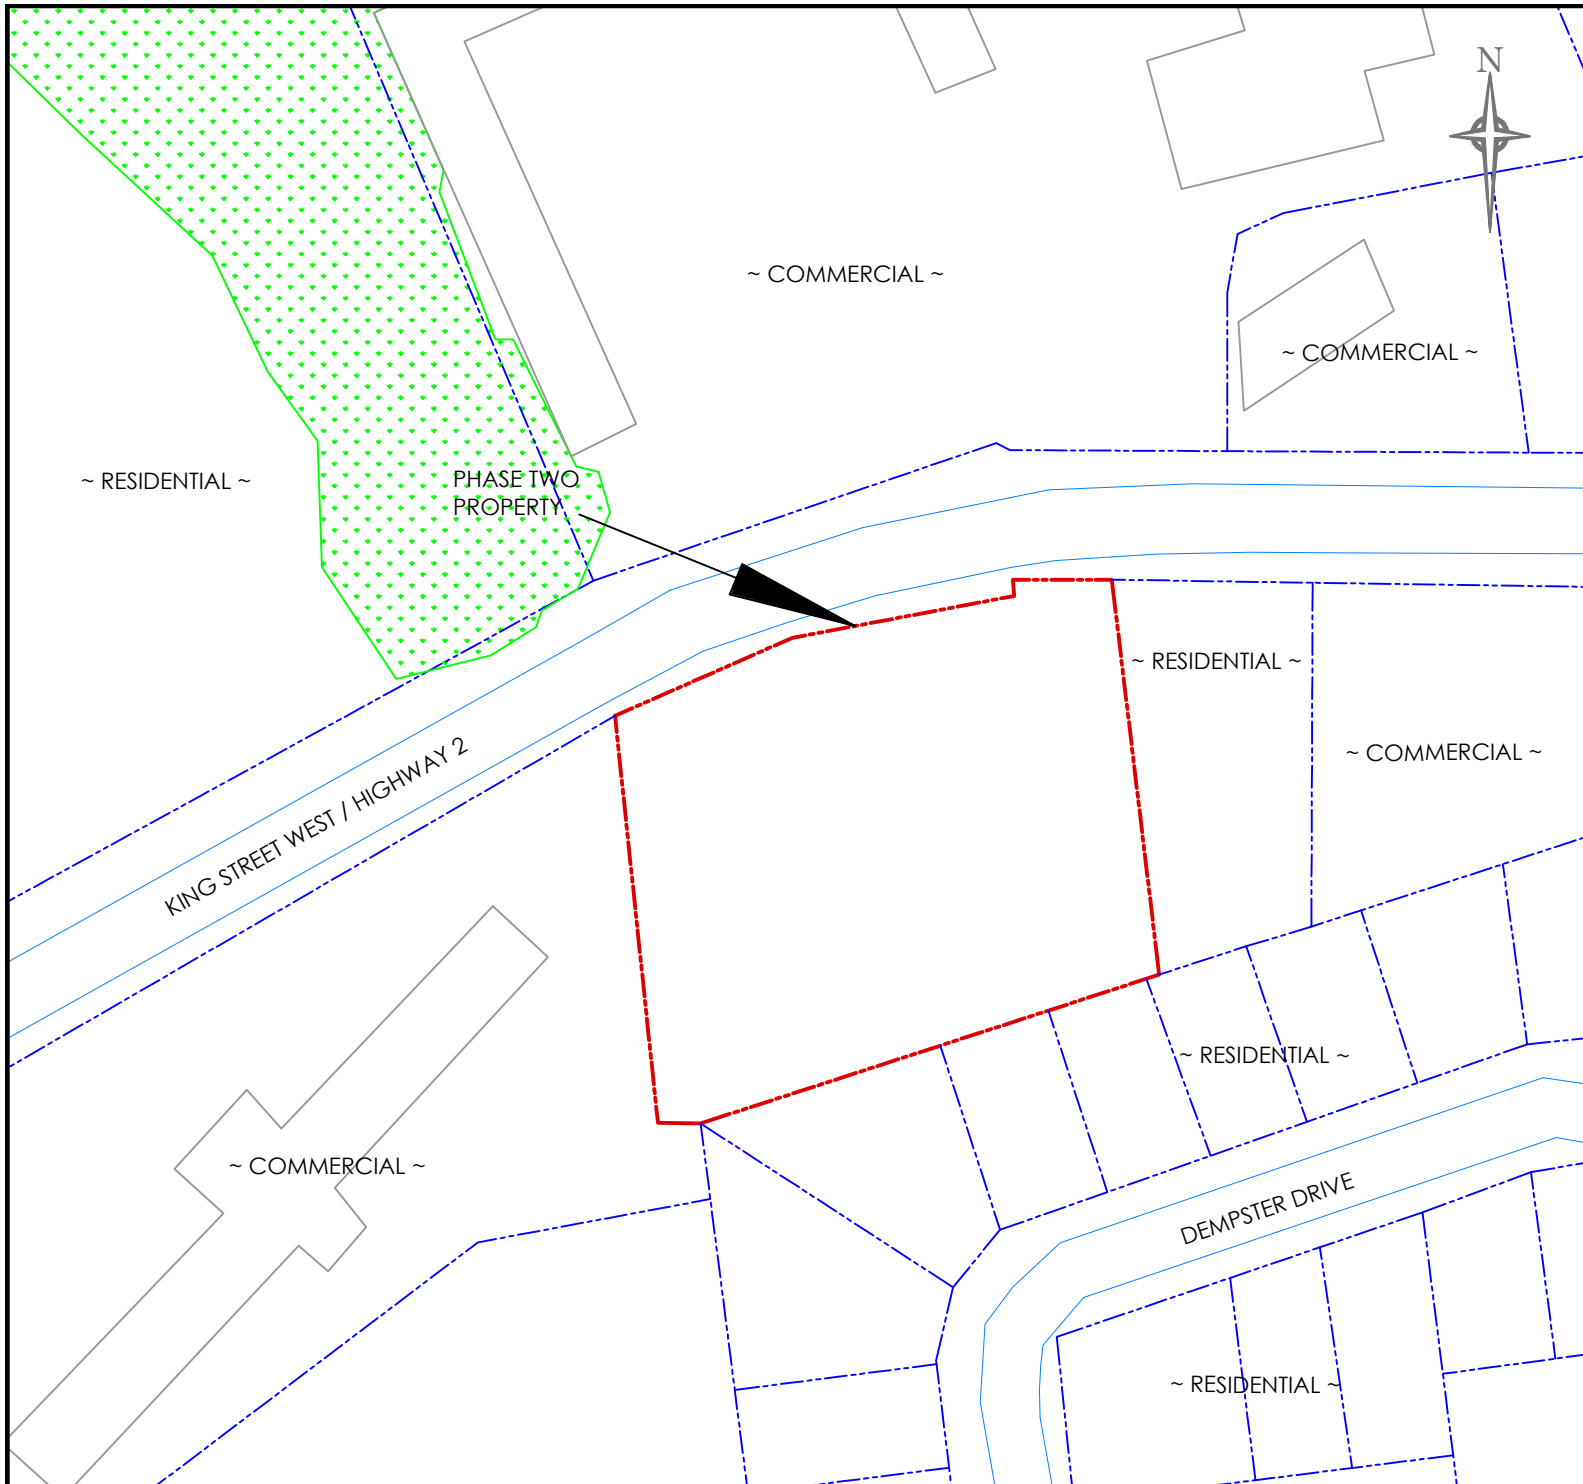 N
~ COMMERCIAL ~
~ COMMERCIAL ~
~ RESIDENTIAL ~
PHASE TWO
PROPERTY
~ RESIDENTIAL ~
~ COMMERCIAL ~
KING STREET WEST / HIGHWAY 2
~ RESIDENTIAL ~
~ COMMERCIAL ~
DEMPSTER DRIVE
~ RESIDENTIAL ~